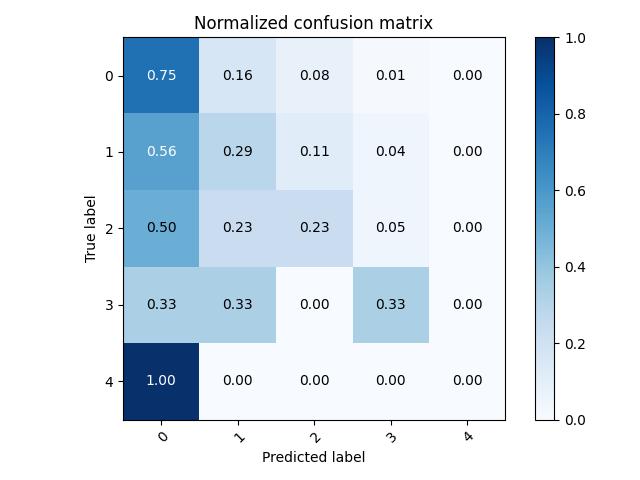 Normalized confusion matrix
True label
0 0.75 0.16 0.08 0.01 0.00
1 0.56 0.29 0.11 0.04 0.00
2 0.50 0.23 0.23 0.05 0.00
3 0.33 0.33 0.00 0.33 0.00
4 1.00 0.00 0.00 0.00 0.00
0 1 2 3 4
Predicted label
1.0
0.8
0.6
0.4
0.2
0.0